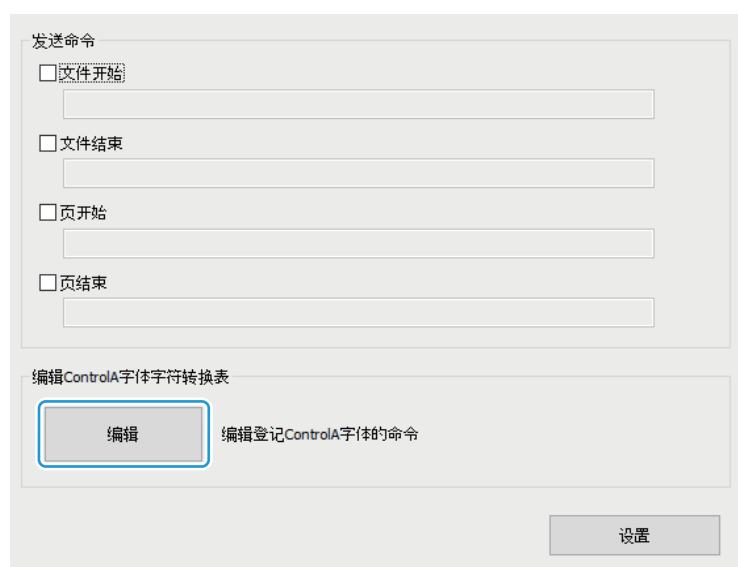 发送命令
文件开始
文件结束
页开始
页结束
编辑ControlA字体字符转换表
编辑 编辑登记ControlA字体的命令
设置